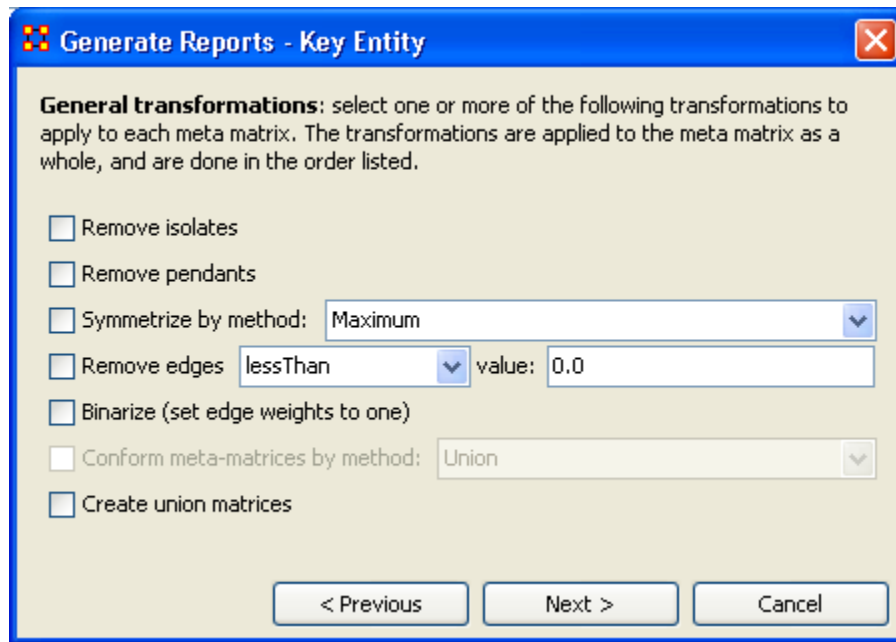 Generate Reports - Key Entity
General transformations: select one or more of the following transformations to
apply to each meta matrix. The transformations are applied to the meta matrix as a
whole, and are done in the order listed.
Remove isolates
Remove pendants
Symmetrize by method: Maximum
Remove edges lessThan value: 0.0
Binarize (set edge weights to one)
Conform meta-matrices by method: Union
Create union matrices
< Previous Next > Cancel